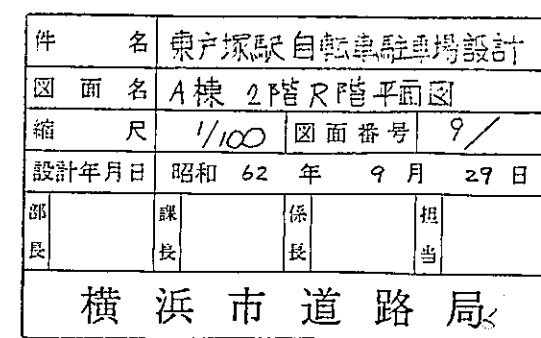 件名 東戸塚駅自転車駐車場設計
図面名 A棟 2階R階平面図
縮尺 1/100 図面番号 9/
設計年月日 昭和 62 年 9 月 29 日
部長 課長 係長 担当
横浜市道路局